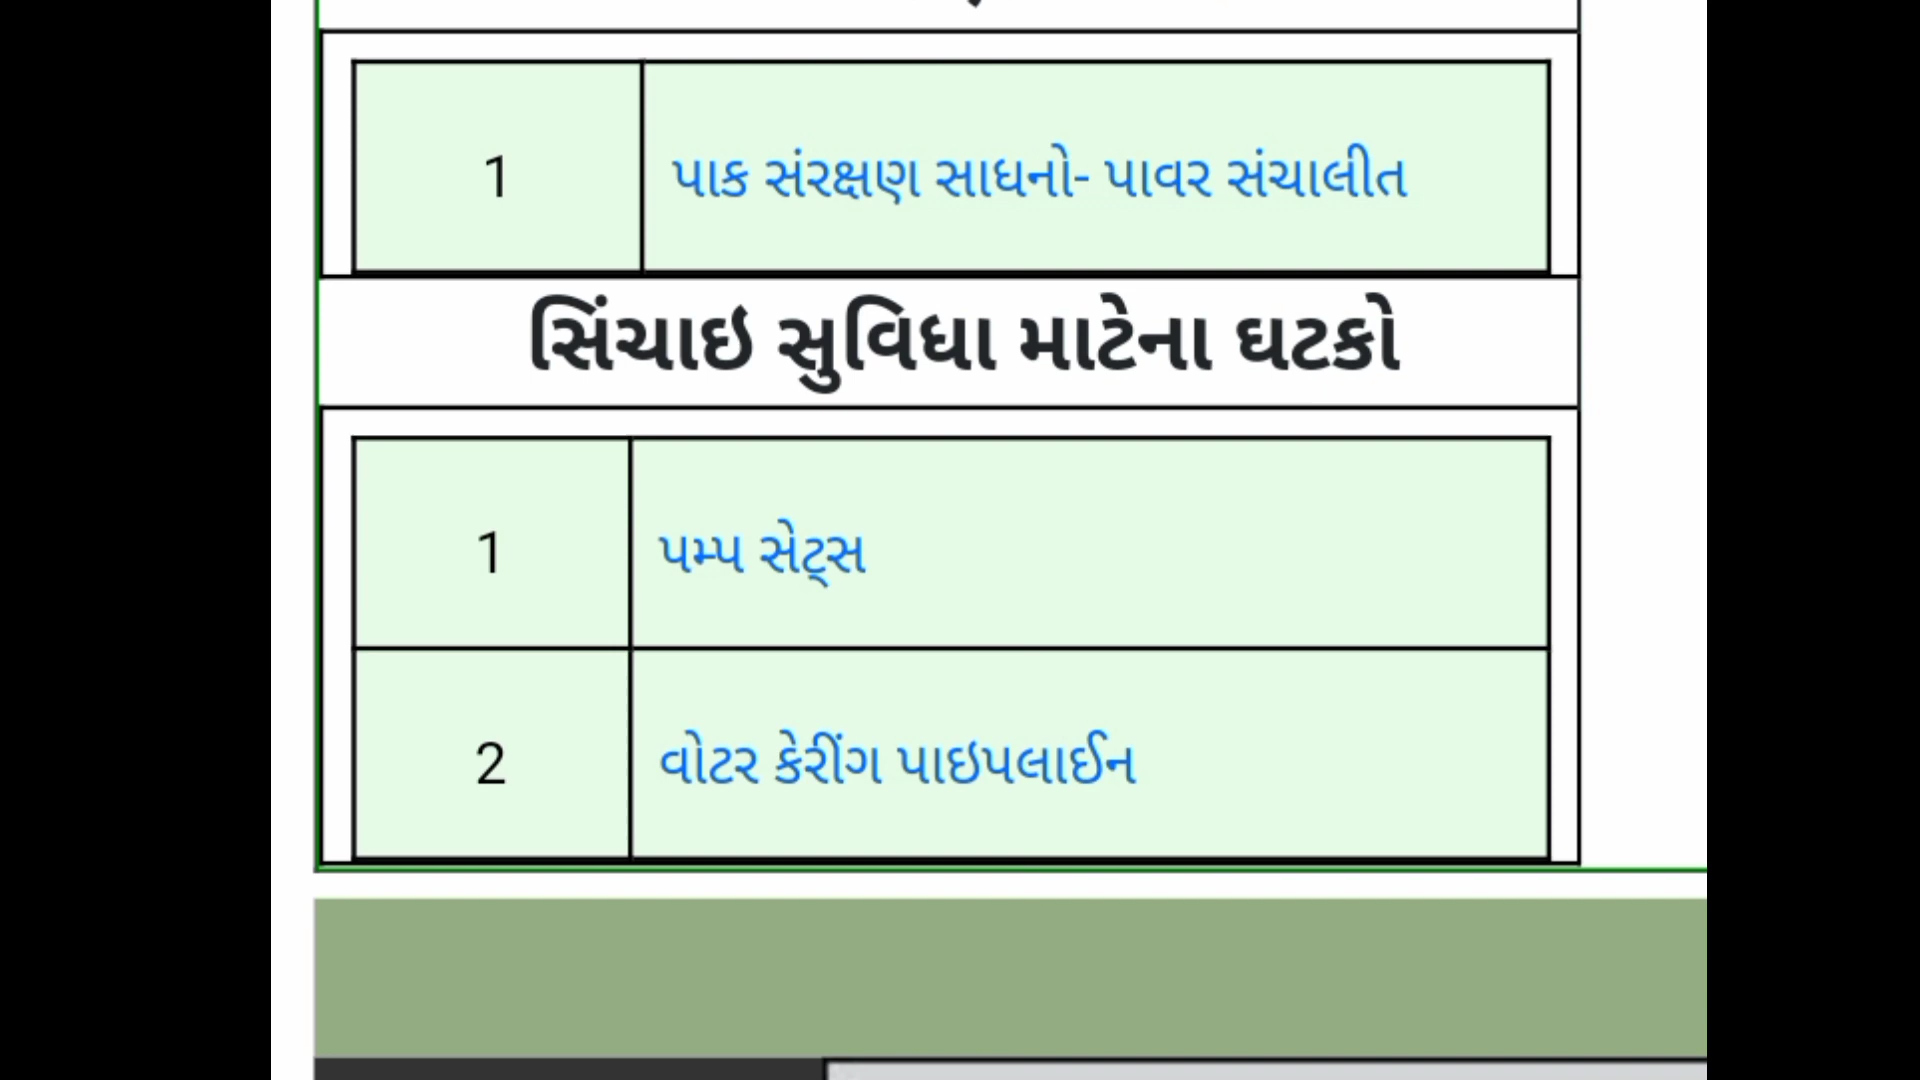 1 પાક સંરક્ષણ સાધનો- પાવર સંચાલીત
સિંચાઇ સુવિધા માટેના ઘટકો
1 પમ્પ સેટ્સ
2 વોટર કેરીંગ પાઇપલાઈન